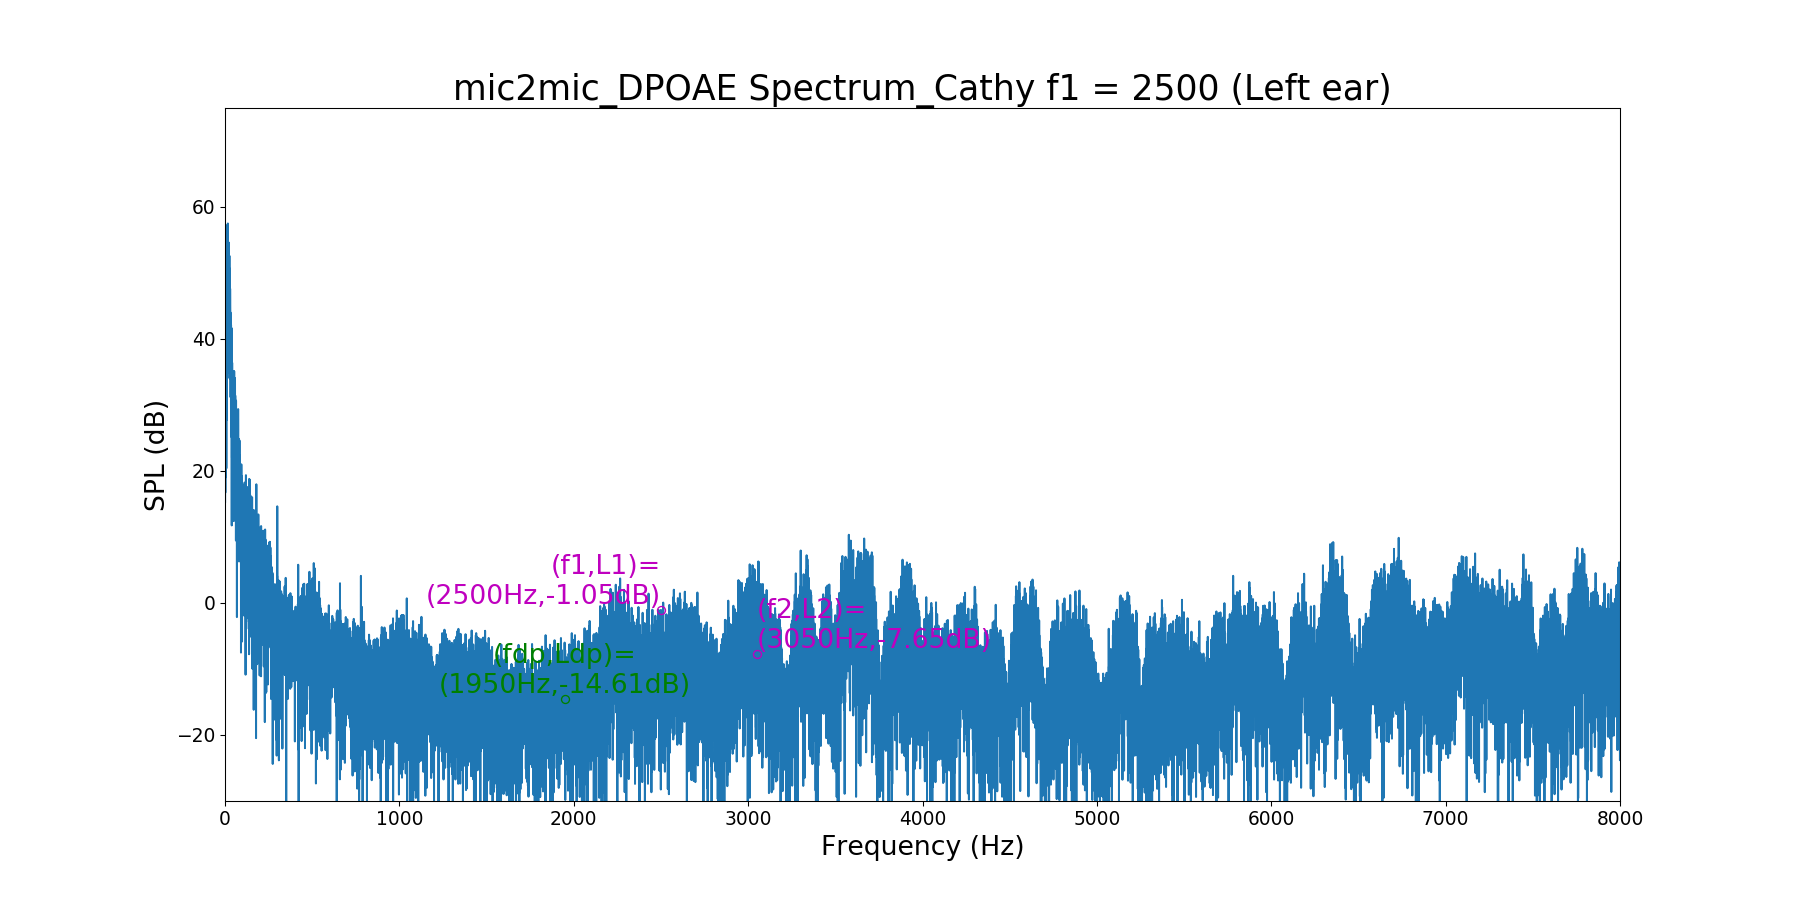 mic2mic_DPOAE Spectrum_Cathy f1 = 2500 (Left ear)
SPL (dB)
60
40
20
0
−20
(f1,L1)=
(2500Hz,-1.05dB)
(f2,L2)=
(3050Hz,-7.65dB)
(fdp,Ldp)=
(1950Hz,-14.61dB)
0
1000
2000
3000
4000
5000
6000
7000
8000
Frequency (Hz)